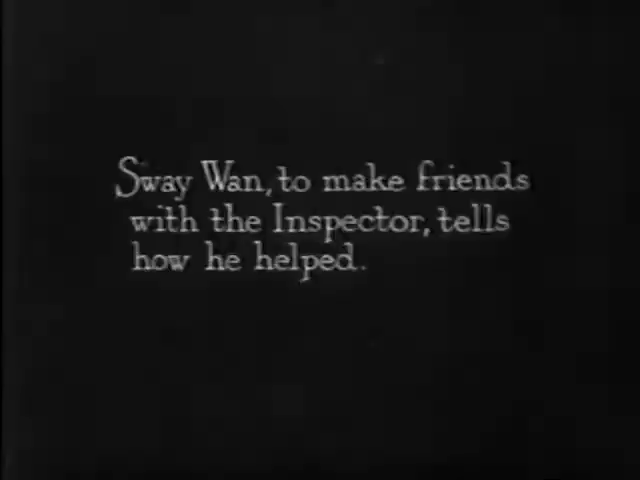 Sway Wan, to make friends
with the Inspector, tells
how he helped.